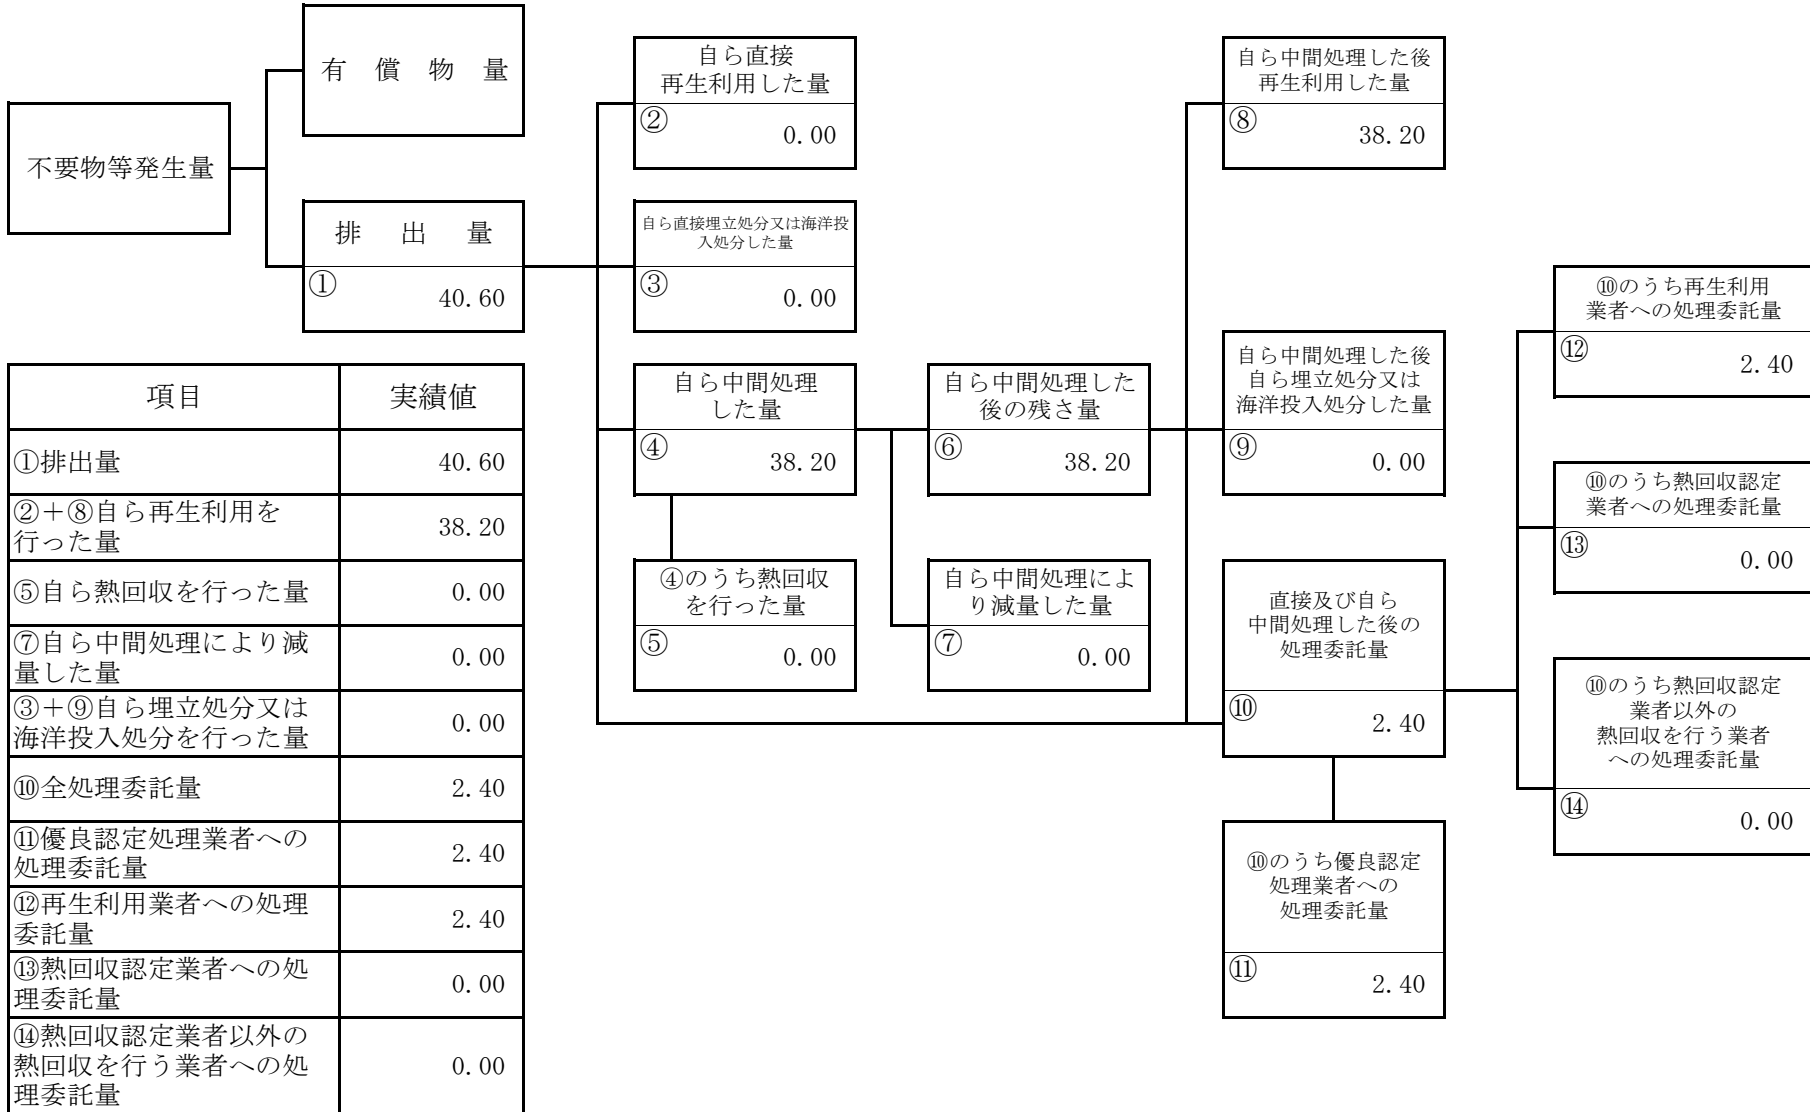 有　償　物　量
不要物等発生量
排　出　量
①
40.60
自ら直接
再生利用した量
②
0.00
自ら直接埋立処分又は海洋投
入処分した量
③
0.00
自ら中間処理
した量
④
38.20
④のうち熱回収
を行った量
⑤
0.00
自ら中間処理した
後の残さ量
⑥
38.20
自ら中間処理によ
り減量した量
⑦
0.00
自ら中間処理した後
再生利用した量
⑧
38.20
自ら中間処理した後
自ら埋立処分又は
海洋投入処分した量
⑨
0.00
直接及び自ら
中間処理した後の
処理委託量
⑩
2.40
⑩のうち優良認定
処理業者への
処理委託量
⑪
2.40
⑩のうち再生利用
業者への処理委託量
⑫
2.40
⑩のうち熱回収認定
業者への処理委託量
⑬
0.00
⑩のうち熱回収認定
業者以外の
熱回収を行う業者
への処理委託量
⑭
0.00
項目　実績値
①排出量　40.60
②＋⑧自ら再生利用を
行った量　38.20
⑤自ら熱回収を行った量　0.00
⑦自ら中間処理により減
量した量　0.00
③＋⑨自ら埋立処分又は
海洋投入処分を行った量　0.00
⑩全処理委託量　2.40
⑪優良認定処理業者への
処理委託量　2.40
⑫再生利用業者への処理
委託量　2.40
⑬熱回収認定業者への処
理委託量　0.00
⑭熱回収認定業者以外の
熱回収を行う業者への処
理委託量　0.00